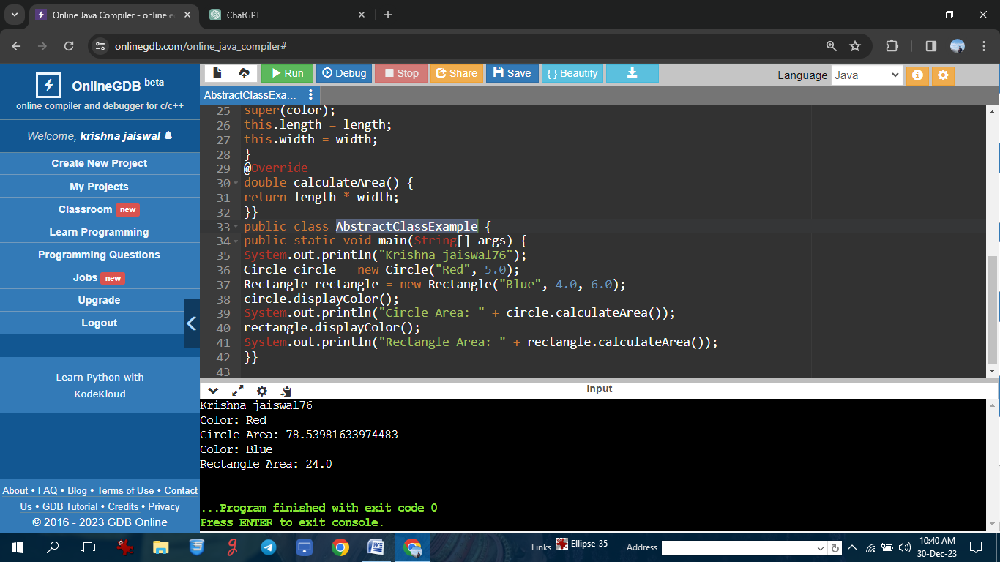 Online Java Compiler - online e
ChatGPT
onlinegdb.com/online_java_compiler#
OnlineGDB beta
online compiler and debugger for c/c++
Welcome, krishna jaiswal
Create New Project
My Projects
Classroom new
Learn Programming
Programming Questions
Jobs new
Upgrade
Logout
Learn Python with
KodeKloud
About • FAQ • Blog • Terms of Use • Contact
Us • GDB Tutorial • Credits • Privacy
© 2016 - 2023 GDB Online
Run Debug Stop Share Save { } Beautify
Language Java
AbstractClassExa...
25 super(color);
26 this.length = length;
27 this.width = width;
28 }
29 @Override
30 double calculateArea() {
31 return length * width;
32 }}
33 public class AbstractClassExample {
34 public static void main(String[] args) {
35 System.out.println("Krishna jaiswal76");
36 Circle circle = new Circle("Red", 5.0);
37 Rectangle rectangle = new Rectangle("Blue", 4.0, 6.0);
38 circle.displayColor();
39 System.out.println("Circle Area: " + circle.calculateArea());
40 rectangle.displayColor();
41 System.out.println("Rectangle Area: " + rectangle.calculateArea());
42 }}
43
input
Krishna jaiswal76
Color: Red
Circle Area: 78.53981633974483
Color: Blue
Rectangle Area: 24.0
...Program finished with exit code 0
Press ENTER to exit console.
Links Ellipse-35 Address
10:40 AM
30-Dec-23